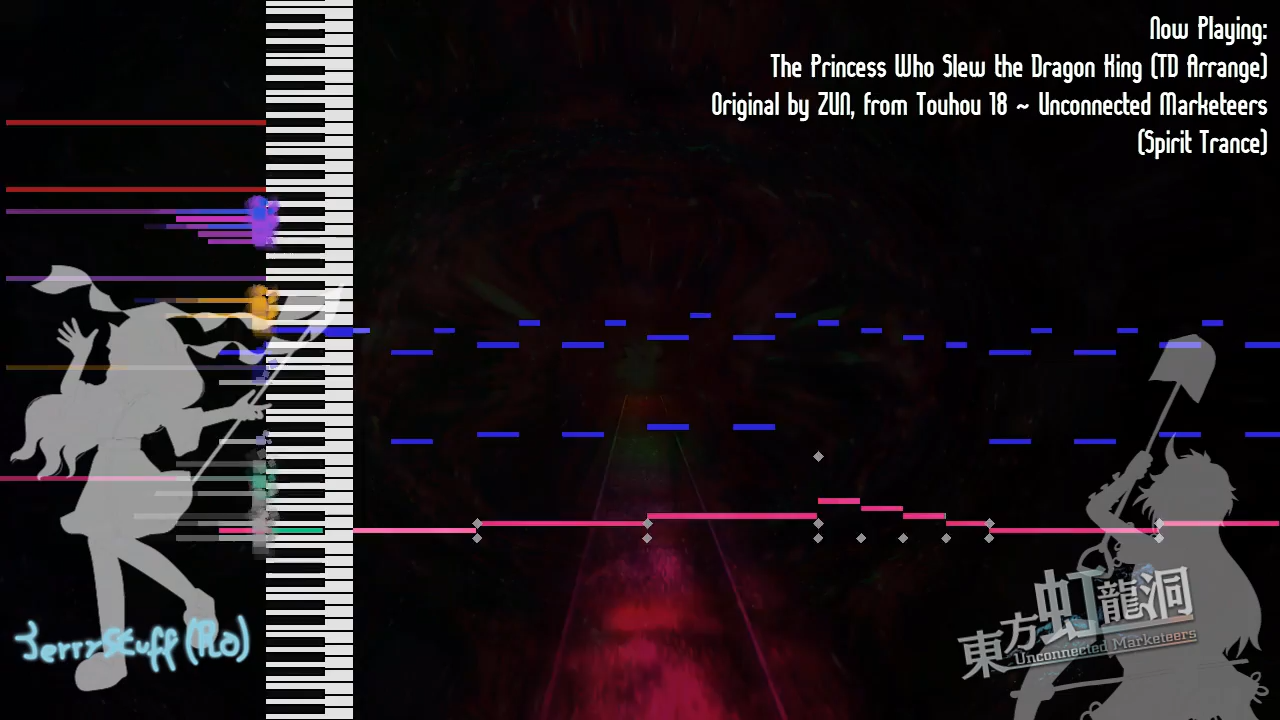 Now Playing:
The Princess Who Slew the Dragon King (TD Arrange)
Original by ZUN, from Touhou 18 ~ Unconnected Marketeers
(Spirit Trance)
JerryStuff (Ro)
東方虹龍洞
Unconnected Marketeers